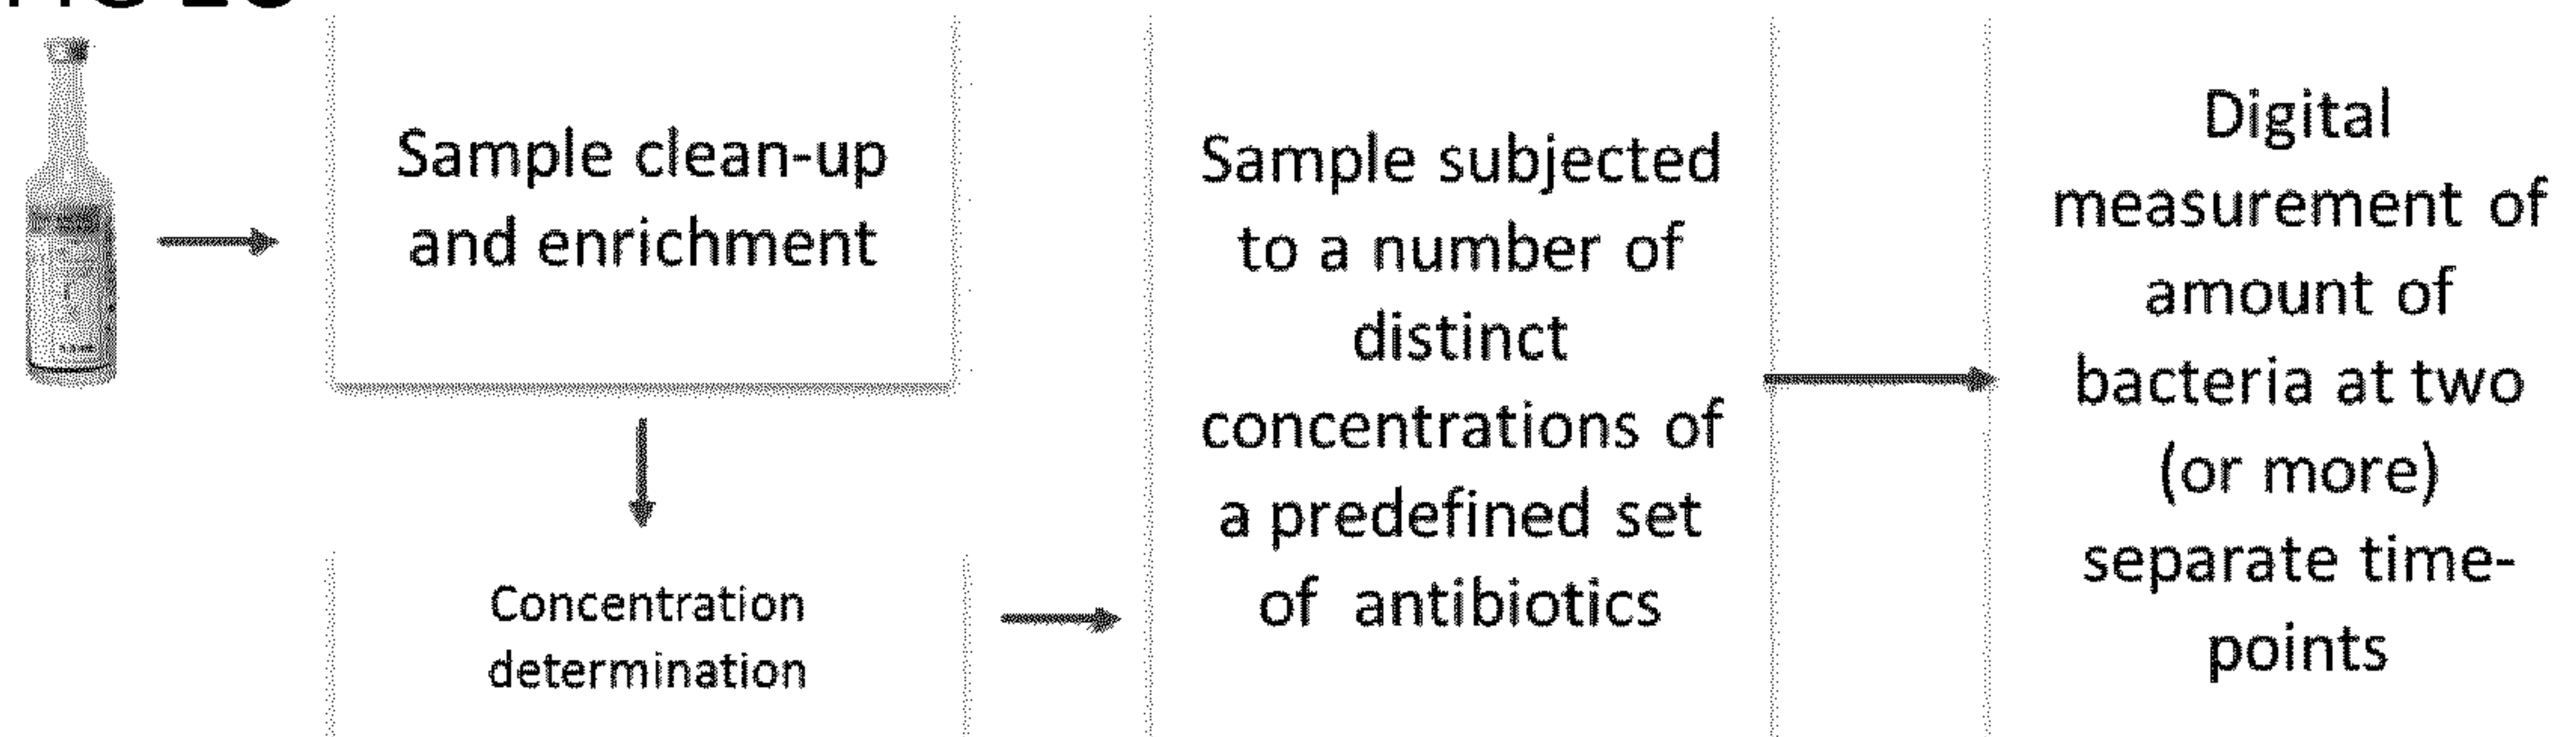 Sample clean-up
and enrichment
Concentration
determination
Sample subjected
to a number of
distinct
concentrations of
a predefined set
of antibiotics
Digital
measurement of
amount of
bacteria at two
(or more)
separate time-
points